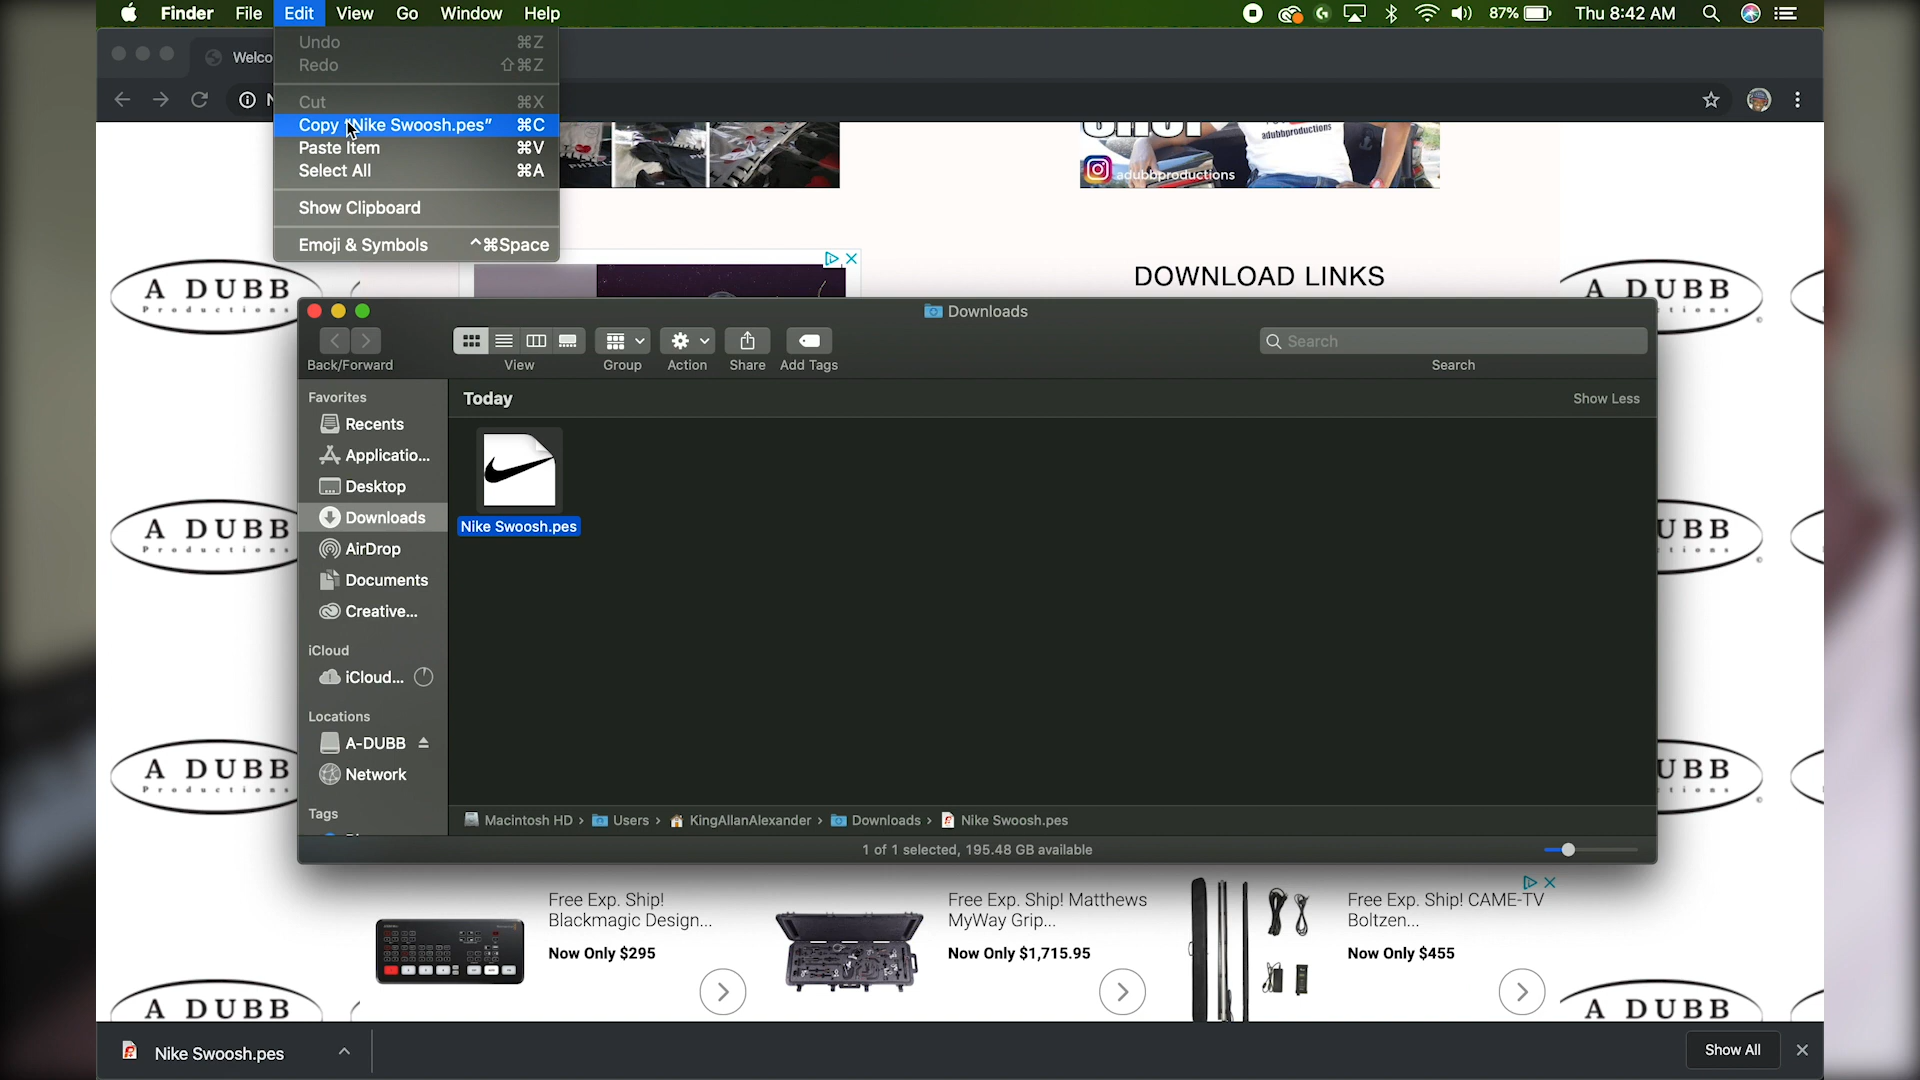 Finder File Edit View Go Window Help
87% Thu 8:42 AM
Welco
Undo ⌘Z
Redo ⇧⌘Z
Cut ⌘X
Copy "Nike Swoosh.pes" ⌘C
Paste Item ⌘V
Select All ⌘A
Show Clipboard
Emoji & Symbols ^⌘Space
adubbproductions
adubbproductions
DOWNLOAD LINKS
A DUBB
Productions
A DUBB
Downloads
Back/Forward View Group Action Share Add Tags
Search
Search
Favorites
Recents
Applicatio...
Desktop
Downloads
AirDrop
Documents
Creative...
iCloud
iCloud...
Locations
A-DUBB
Network
Tags
Today Show Less
Nike Swoosh.pes
A DUBB
Productions
UBB
A DUBB
Productions
UBB
Macintosh HD › Users › KingAllanAlexander › Downloads › Nike Swoosh.pes
1 of 1 selected, 195.48 GB available
Free Exp. Ship!
Blackmagic Design...
Now Only $295
Free Exp. Ship! Matthews
MyWay Grip...
Now Only $1,715.95
Free Exp. Ship! CAME-TV
Boltzen...
Now Only $455
A DUBB
A DUBB
Nike Swoosh.pes
Show All